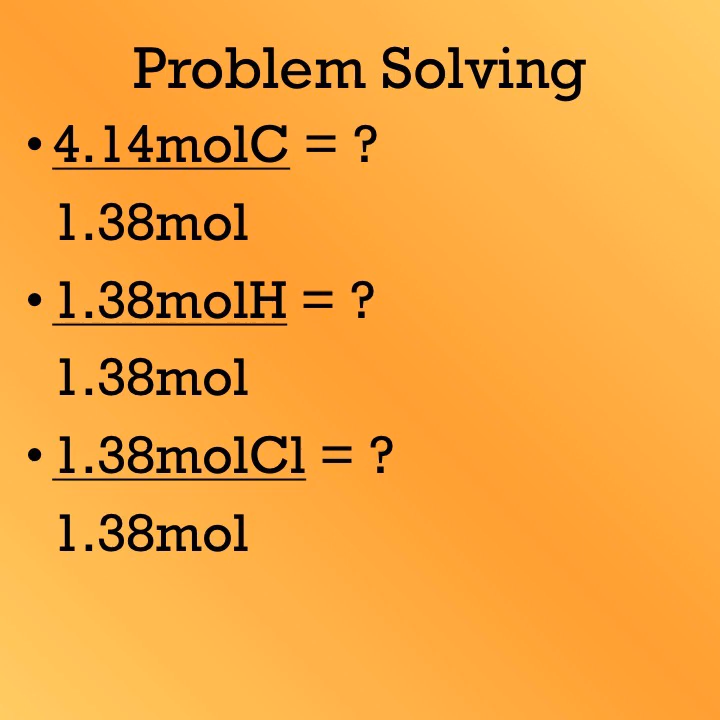 Problem Solving
• 4.14molC = ?
1.38mol
• 1.38molH = ?
1.38mol
• 1.38molCl = ?
1.38mol